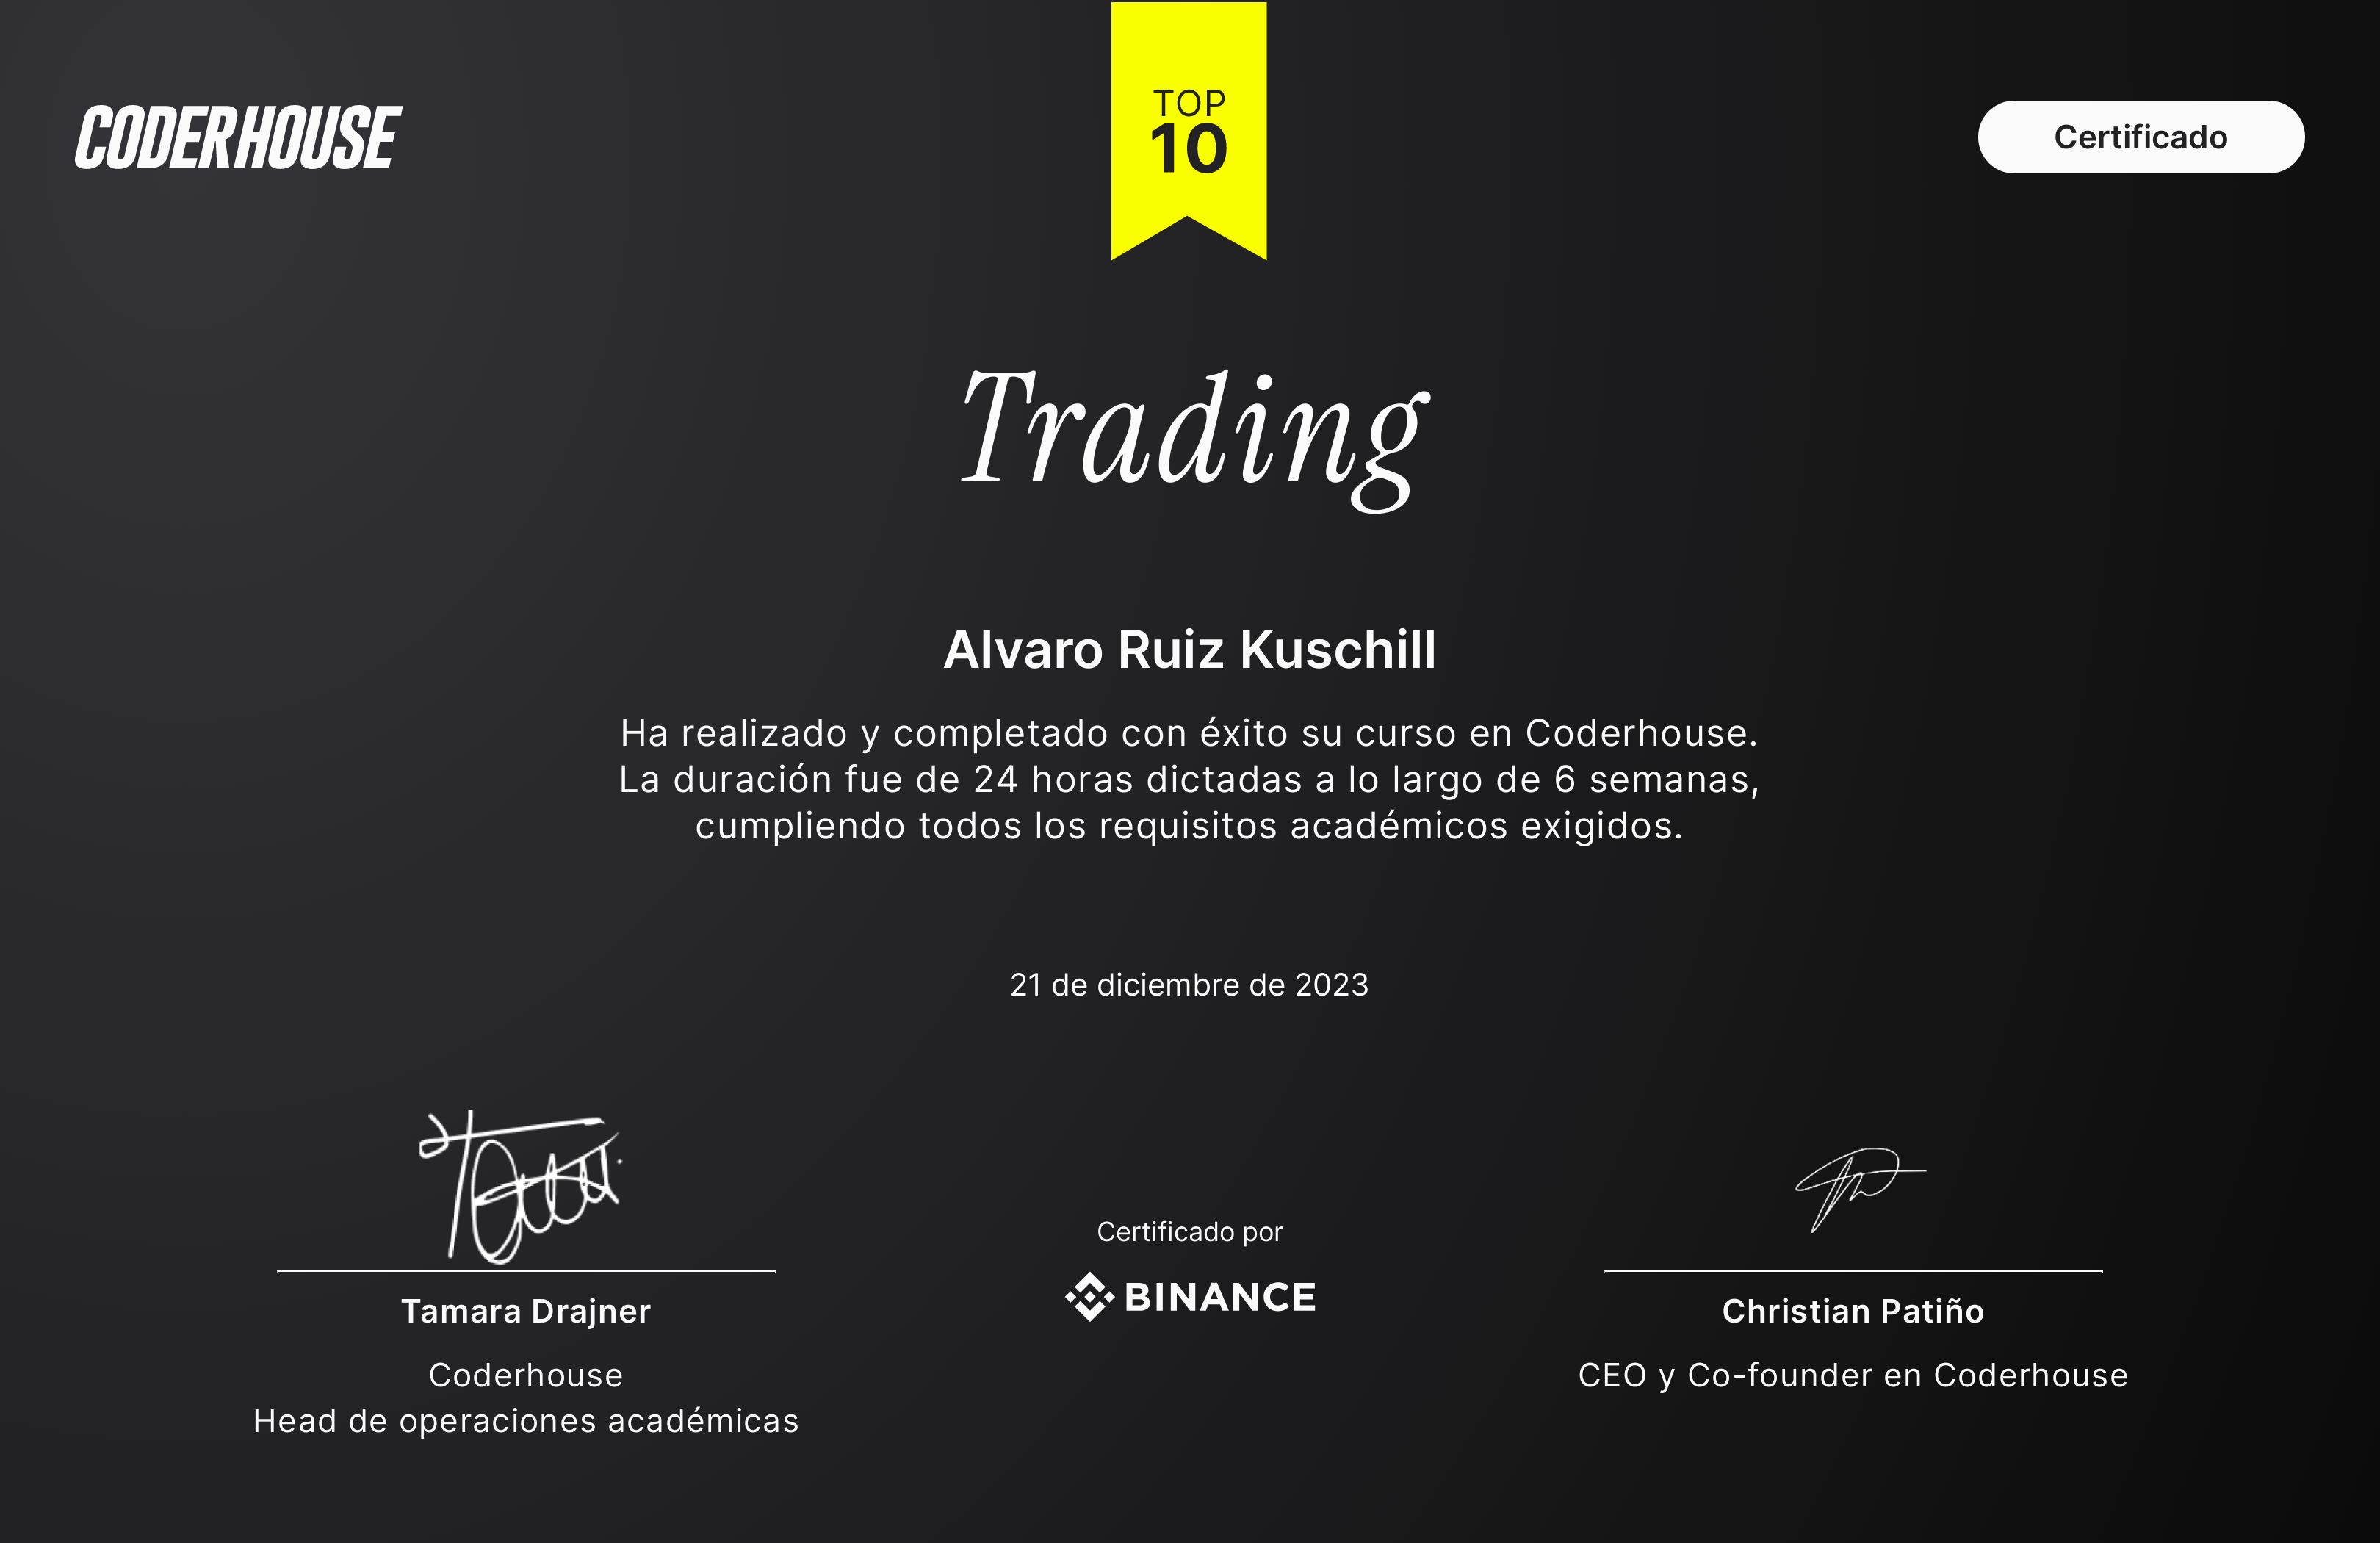 CODERHOUSE
TOP
10
Certificado
Trading
Alvaro Ruiz Kuschill
Ha realizado y completado con éxito su curso en Coderhouse.
La duración fue de 24 horas dictadas a lo largo de 6 semanas,
cumpliendo todos los requisitos académicos exigidos.
21 de diciembre de 2023
Certificado por
BINANCE
Tamara Drajner
Coderhouse
Head de operaciones académicas
Christian Patiño
CEO y Co-founder en Coderhouse